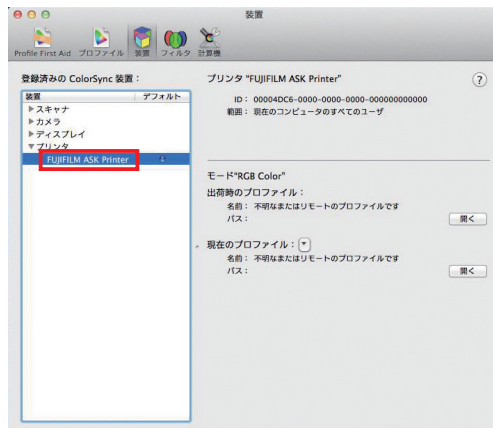 装置
Profile First Aid プロファイル 装置 フィルタ 計算機
登録済みの ColorSync 装置：
装置 デフォルト
▶スキャナ
▶カメラ
▶ディスプレイ
▼プリンタ
FUJIFILM ASK Printer
プリンタ "FUJIFILM ASK Printer"
?
ID： 00004DC6-0000-0000-0000-000000000000
範囲： 現在のコンピュータのすべてのユーザ
モード"RGB Color"
出荷時のプロファイル：
名前： 不明なまたはリモートのプロファイルです
パス：
開く
現在のプロファイル：
名前： 不明なまたはリモートのプロファイルです
パス：
開く